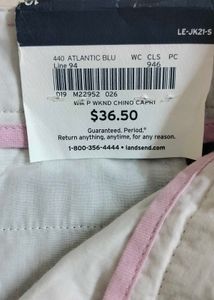 LE-JK21-S
440 ATLANTIC BLU WC CLS PC
Line 94 946
019 M22952 026
WM P WKND CHINO CAPRI
$36.50
Guaranteed. Period.®
Return anything, anytime, for any reason.
1-800-356-4444 • landsend.com